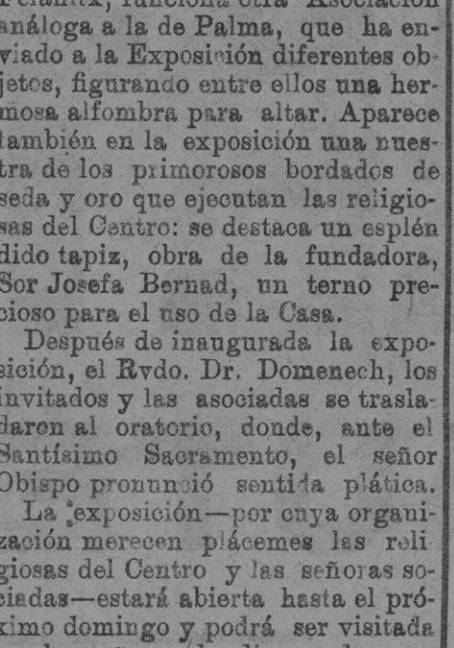 Felanitx, funciona otra Asociación
análoga a la de Palma, que ha en-
viado a la Exposición diferentes ob-
jetos, figurando entre ellos una her-
mosa alfombra para altar. Aparece
también en la exposición una nues-
tra de los primorosos bordados de
seda y oro que ejecutan las religio-
sas del Centro: se destaca un esplén
dido tapiz, obra de la fundadora,
Sor Josefa Bernad, un terno pre-
cioso para el uso de la Casa.
Después de inaugurada la expo-
sición, el Rvdo. Dr. Domenech, los
invitados y las asociadas se trasla-
daron al oratorio, donde, ante el
Santísimo Sacramento, el señor
Obispo pronunció sentida plática.
La exposición—por cuya organi-
zación merecen plácemes las reli
giosas del Centro y las señoras so-
ciadas—estará abierta hasta el pró-
ximo domingo y podrá ser visitada